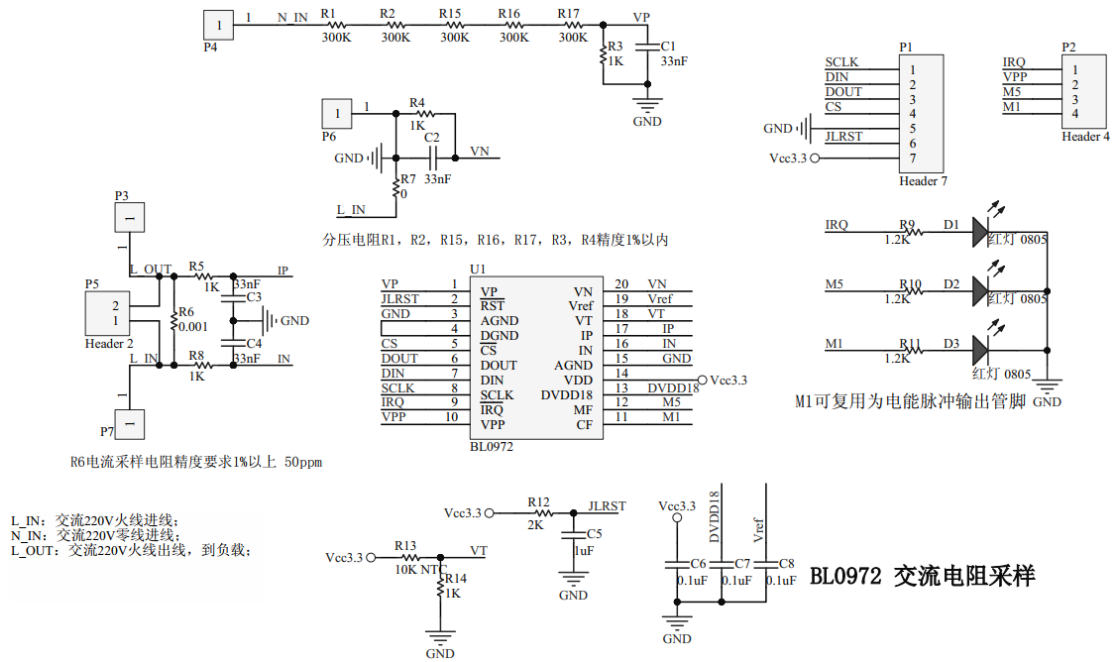 1
P4
1
N_IN
R1
R2
R15
R16
R17
VP
300K
300K
300K
300K
300K
R3
1K
C1
33nF
GND
1
P6
1
R4
1K
C2
33nF
GND
VN
R7
0
L_IN
分压电阻R1，R2，R15，R16，R17，R3，R4精度1%以内
P1
SCLK 1
DIN 2
DOUT 3
CS 4
GND 5
JLRST 6
Vcc3.3 7
Header 7
P2
IRQ 1
VPP 2
M5 3
M1 4
Header 4
P3
1
1
L_OUT
R5
1K
33nF
IP
C3
P5
2
1
Header 2
R6
0.001
GND
C4
L_IN
R8
1K
33nF
IN
1
P7
1
R6电流采样电阻精度要求1%以上 50ppm
U1
VP 1 VP VN 20 VN
JLRST 2 RST Vref 19 Vref
GND 3 AGND VT 18 VT
4 DGND IP 17 IP
CS 5 CS IN 16 IN
DOUT 6 DOUT AGND 15 GND
DIN 7 DIN VDD 14 Vcc3.3
SCLK 8 SCLK DVDD18 13 DVDD18
IRQ 9 IRQ MF 12 M5
VPP 10 VPP CF 11 M1
BL0972
IRQ R9 D1
1.2K 红灯 0805
M5 R10 D2
1.2K 红灯 0805
M1 R11 D3
1.2K 红灯 0805
M1可复用为电能脉冲输出管脚
GND
L_IN：交流220V火线进线；
N_IN：交流220V零线进线；
L_OUT：交流220V火线出线，到负载；
Vcc3.3
R12
2K
JLRST
C5
1uF
GND
Vcc3.3
R13
10K NTC
VT
R14
1K
GND
Vcc3.3
DVDD18
Vref
C6
0.1uF
C7
0.1uF
C8
0.1uF
GND
BL0972 交流电阻采样